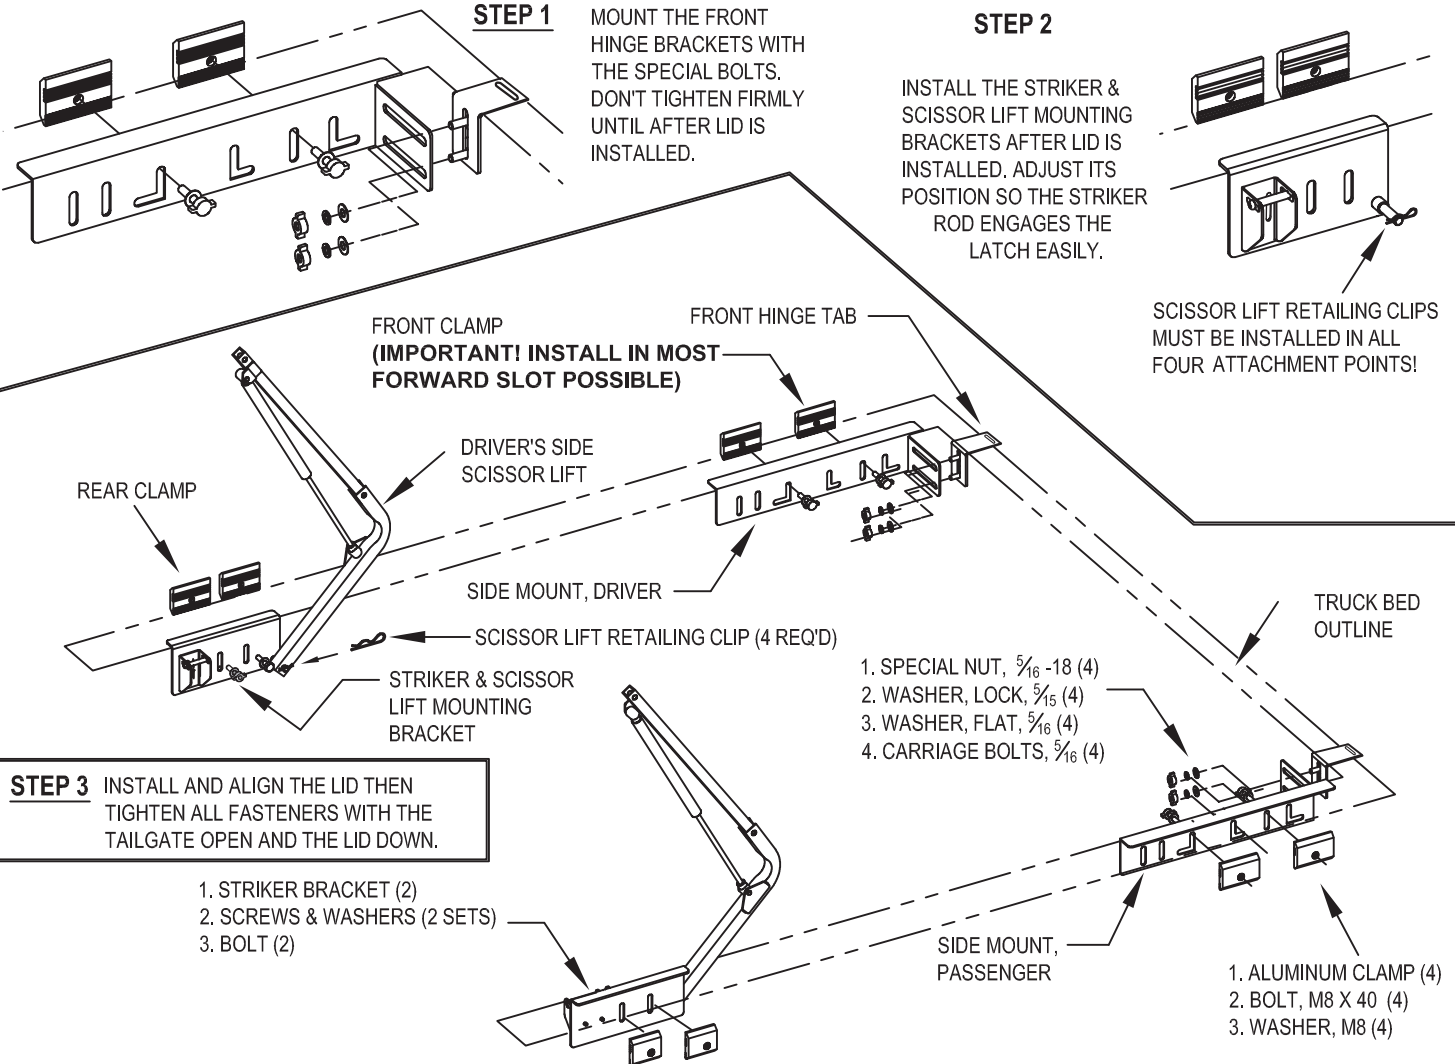 STEP 1
MOUNT THE FRONT
HINGE BRACKETS WITH
THE SPECIAL BOLTS.
DON'T TIGHTEN FIRMLY
UNTIL AFTER LID IS
INSTALLED.
STEP 2
INSTALL THE STRIKER &
SCISSOR LIFT MOUNTING
BRACKETS AFTER LID IS
INSTALLED. ADJUST ITS
POSITION SO THE STRIKER
ROD ENGAGES THE
LATCH EASILY.
SCISSOR LIFT RETAILING CLIPS
MUST BE INSTALLED IN ALL
FOUR ATTACHMENT POINTS!
FRONT CLAMP
(IMPORTANT! INSTALL IN MOST
FORWARD SLOT POSSIBLE)
FRONT HINGE TAB
DRIVER'S SIDE
SCISSOR LIFT
REAR CLAMP
SIDE MOUNT, DRIVER
SCISSOR LIFT RETAILING CLIP (4 REQ'D)
STRIKER & SCISSOR
LIFT MOUNTING
BRACKET
TRUCK BED
OUTLINE
1. SPECIAL NUT, 5/16 -18 (4)
2. WASHER, LOCK, 5/15 (4)
3. WASHER, FLAT, 5/16 (4)
4. CARRIAGE BOLTS, 5/16 (4)
STEP 3 INSTALL AND ALIGN THE LID THEN
TIGHTEN ALL FASTENERS WITH THE
TAILGATE OPEN AND THE LID DOWN.
1. STRIKER BRACKET (2)
2. SCREWS & WASHERS (2 SETS)
3. BOLT (2)
SIDE MOUNT,
PASSENGER
1. ALUMINUM CLAMP (4)
2. BOLT, M8 X 40 (4)
3. WASHER, M8 (4)